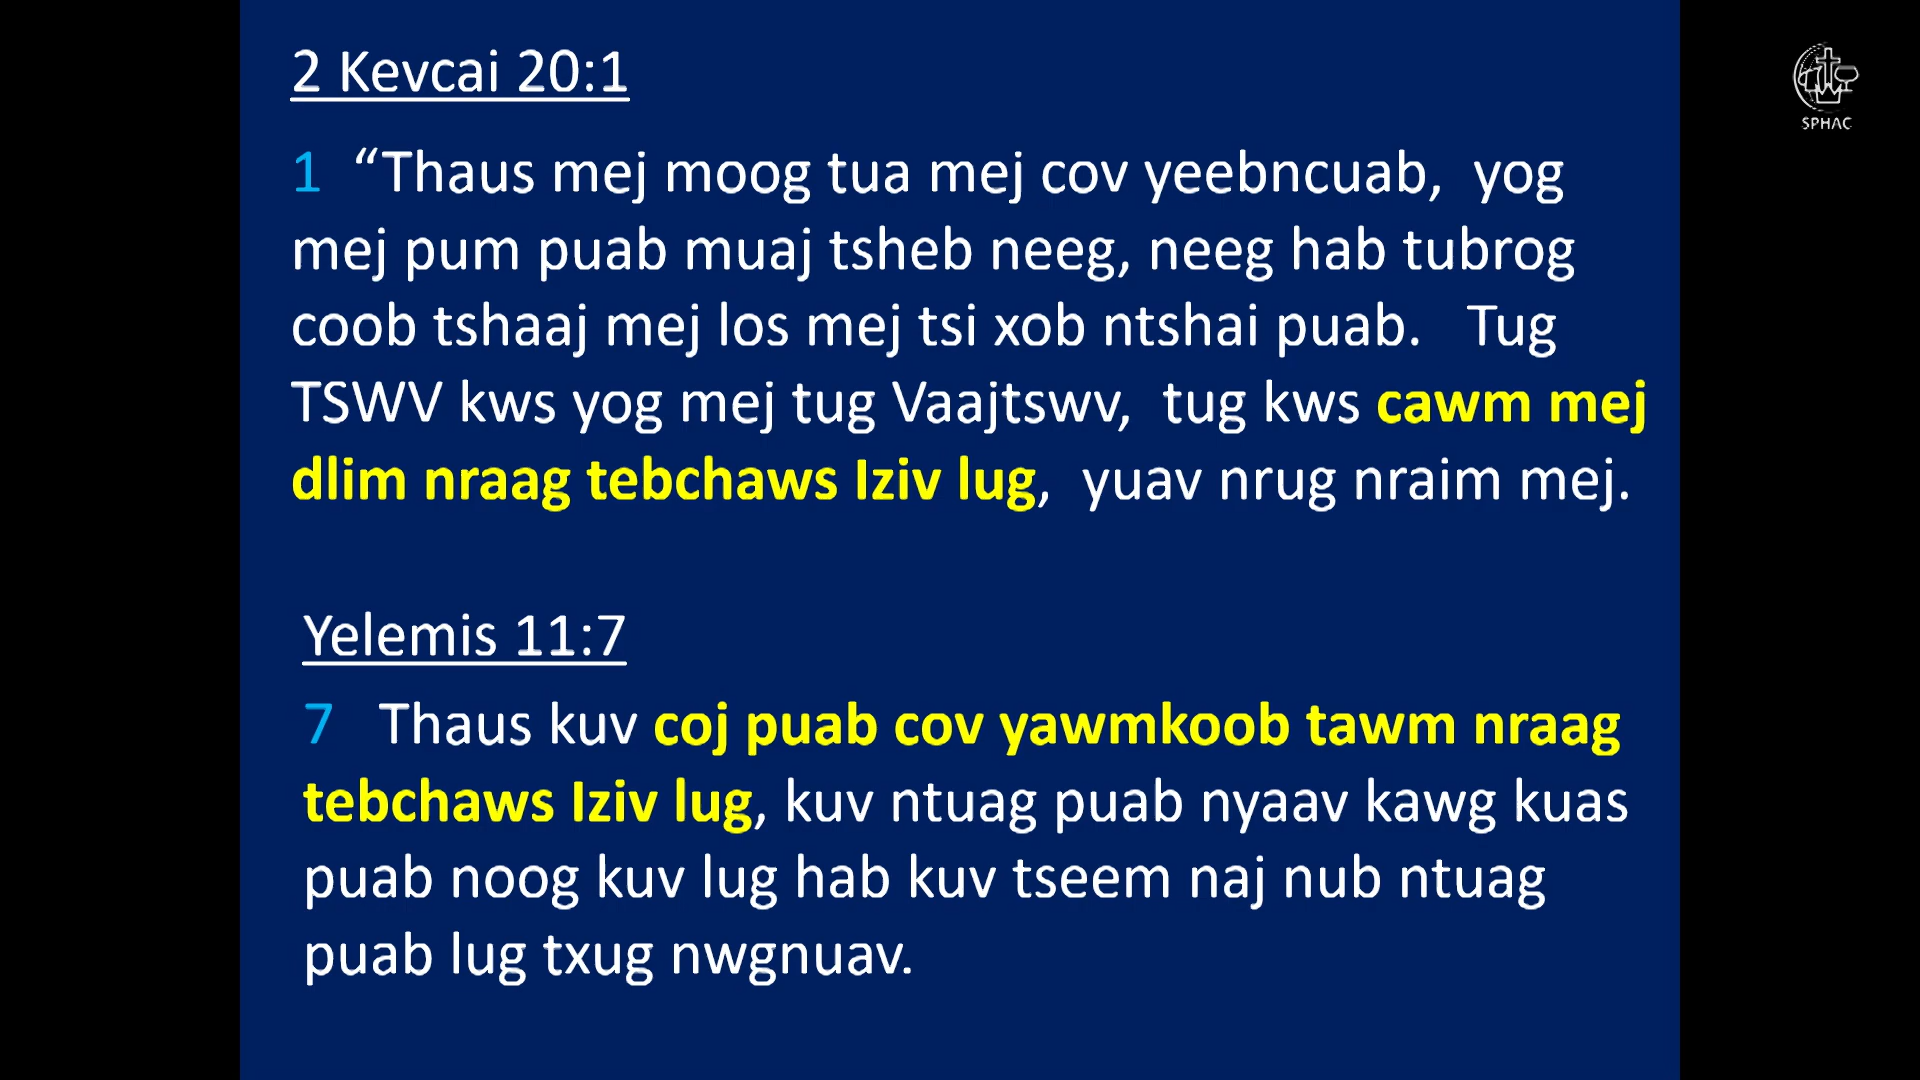 2 Kevcai 20:1
SPHAC
1 “Thaus mej moog tua mej cov yeebncuab, yog
mej pum puab muaj tsheb neeg, neeg hab tubrog
coob tshaaj mej los mej tsi xob ntshai puab. Tug
TSWV kws yog mej tug Vaajtswv, tug kws cawm mej
dlim nraag tebchaws Iziv lug, yuav nrug nraim mej.
Yelemis 11:7
7 Thaus kuv coj puab cov yawmkoob tawm nraag
tebchaws Iziv lug, kuv ntuag puab nyaav kawg kuas
puab noog kuv lug hab kuv tseem naj nub ntuag
puab lug txug nwgnuav.